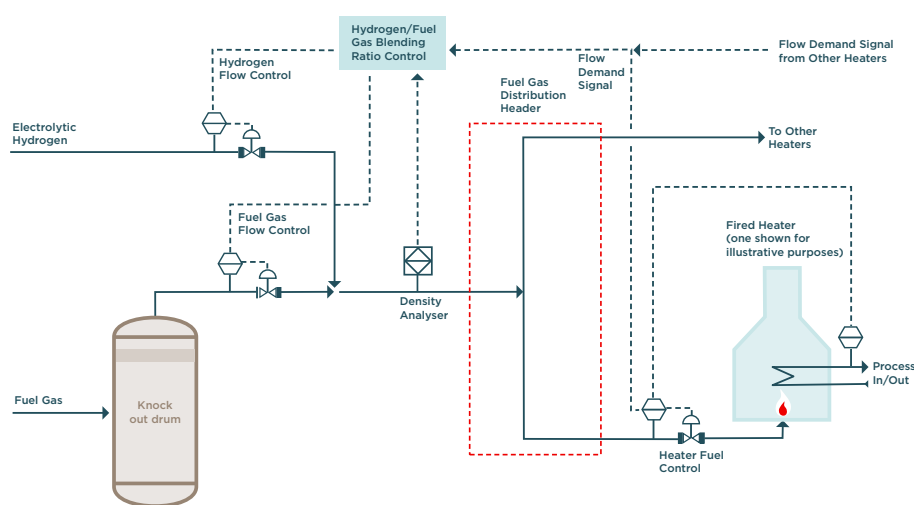 Hydrogen/Fuel
Gas Blending
Ratio Control
Flow Demand Signal
from Other Heaters
Hydrogen
Flow Control
Flow
Demand
Signal
Fuel Gas
Distribution
Header
Electrolytic
Hydrogen
To Other
Heaters
Fuel Gas
Flow Control
Fired Heater
(one shown for
illustrative purposes)
Density
Analyser
Process
In/Out
Fuel Gas
Knock
out drum
Heater Fuel
Control